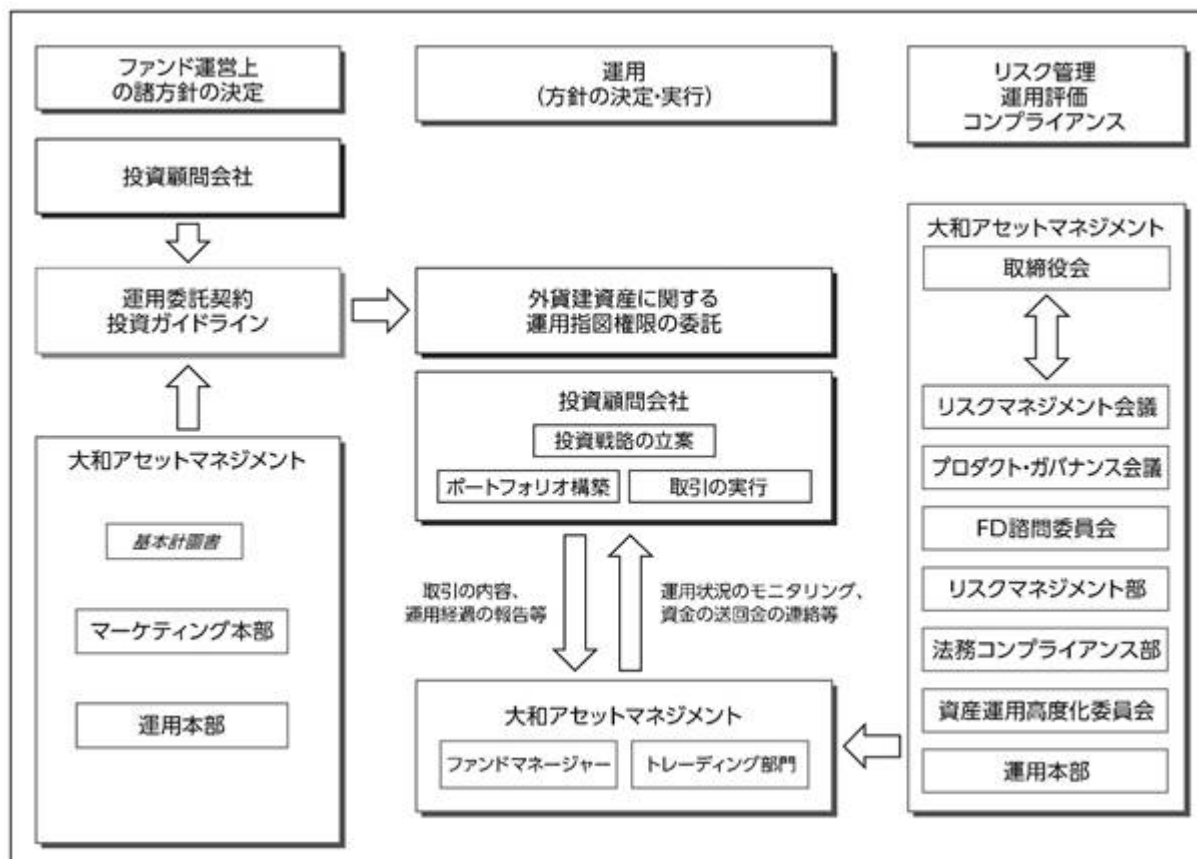 ファンド運営上
の諸方針の決定
運用
(方針の決定・実行)
リスク管理
運用評価
コンプライアンス
投資顧問会社
運用委託契約
投資ガイドライン
大和アセットマネジメント
基本計画書
マーケティング本部
運用本部
外貨建資産に関する
運用指図権限の委託
投資顧問会社
投資戦略の立案
ポートフォリオ構築
取引の実行
取引の内容、
運用経過の報告等
運用状況のモニタリング、
資金の送回金の連絡等
大和アセットマネジメント
ファンドマネージャー
トレーディング部門
大和アセットマネジメント
取締役会
リスクマネジメント会議
プロダクト・ガバナンス会議
FD諮問委員会
リスクマネジメント部
法務コンプライアンス部
資産運用高度化委員会
運用本部